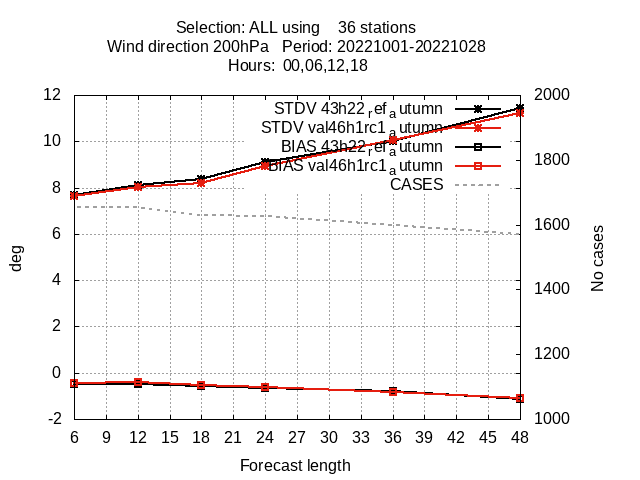 Selection: ALL using 36 stations
Wind direction 200hPa Period: 20221001-20221028
Hours: 00,06,12,18
12 2000
STDV 43h22_ref_autumn
STDV val46h1rc1_autumn
10
BIAS 43h22_ref_autumn
1800
BIAS val46h1rc1_autumn
8 CASES
6 1600
deg No cases
4 1400
2
1200
0
-2 1000
6 9 12 15 18 21 24 27 30 33 36 39 42 45 48
Forecast length